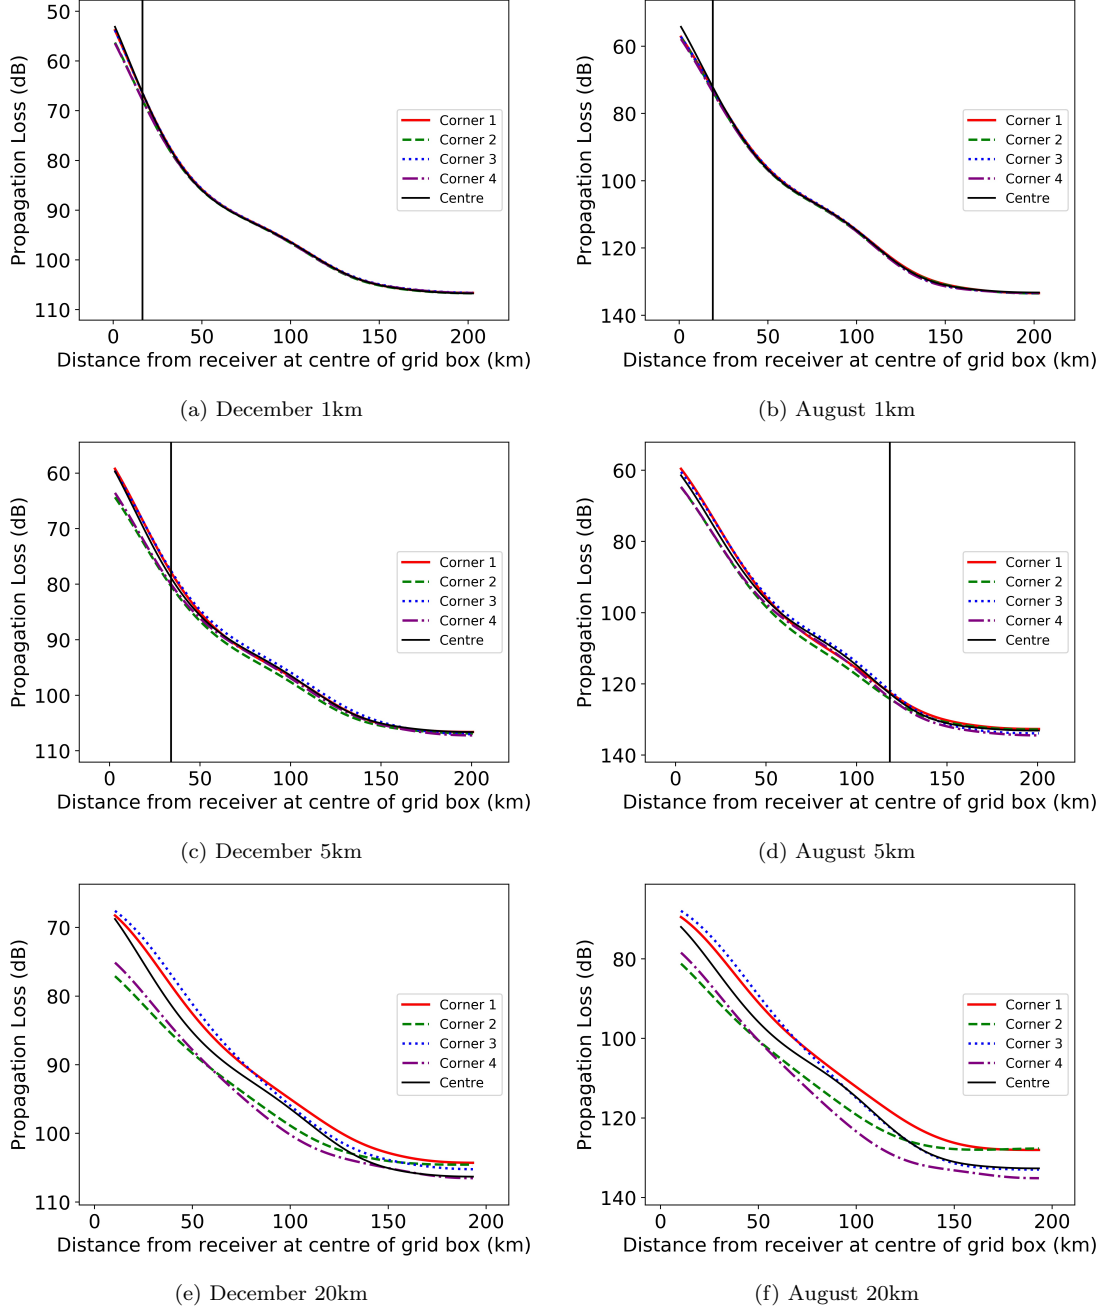 50
60
70
80
90
100
110
0 50 100 150 200
Propagation Loss (dB)
Distance from receiver at centre of grid box (km)
Corner 1
Corner 2
Corner 3
Corner 4
Centre
(a) December 1km
60
80
100
120
140
0 50 100 150 200
Propagation Loss (dB)
Distance from receiver at centre of grid box (km)
Corner 1
Corner 2
Corner 3
Corner 4
Centre
(b) August 1km
60
70
80
90
100
110
0 50 100 150 200
Propagation Loss (dB)
Distance from receiver at centre of grid box (km)
Corner 1
Corner 2
Corner 3
Corner 4
Centre
(c) December 5km
60
80
100
120
140
0 50 100 150 200
Propagation Loss (dB)
Distance from receiver at centre of grid box (km)
Corner 1
Corner 2
Corner 3
Corner 4
Centre
(d) August 5km
70
80
90
100
110
0 50 100 150 200
Propagation Loss (dB)
Distance from receiver at centre of grid box (km)
Corner 1
Corner 2
Corner 3
Corner 4
Centre
(e) December 20km
80
100
120
140
0 50 100 150 200
Propagation Loss (dB)
Distance from receiver at centre of grid box (km)
Corner 1
Corner 2
Corner 3
Corner 4
Centre
(f) August 20km